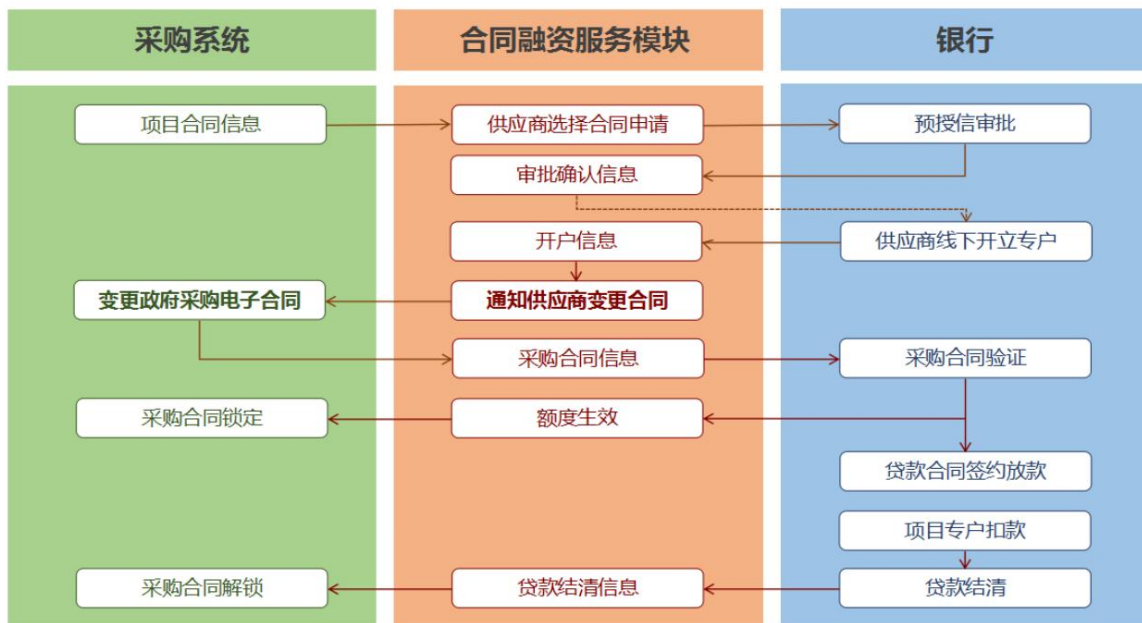 采购系统
合同融资服务模块
银行
项目合同信息
供应商选择合同申请
预授信审批
审批确认信息
开户信息
供应商线下开立专户
变更政府采购电子合同
通知供应商变更合同
采购合同信息
采购合同验证
采购合同锁定
额度生效
贷款合同签约放款
项目专户扣款
采购合同解锁
贷款结清信息
贷款结清